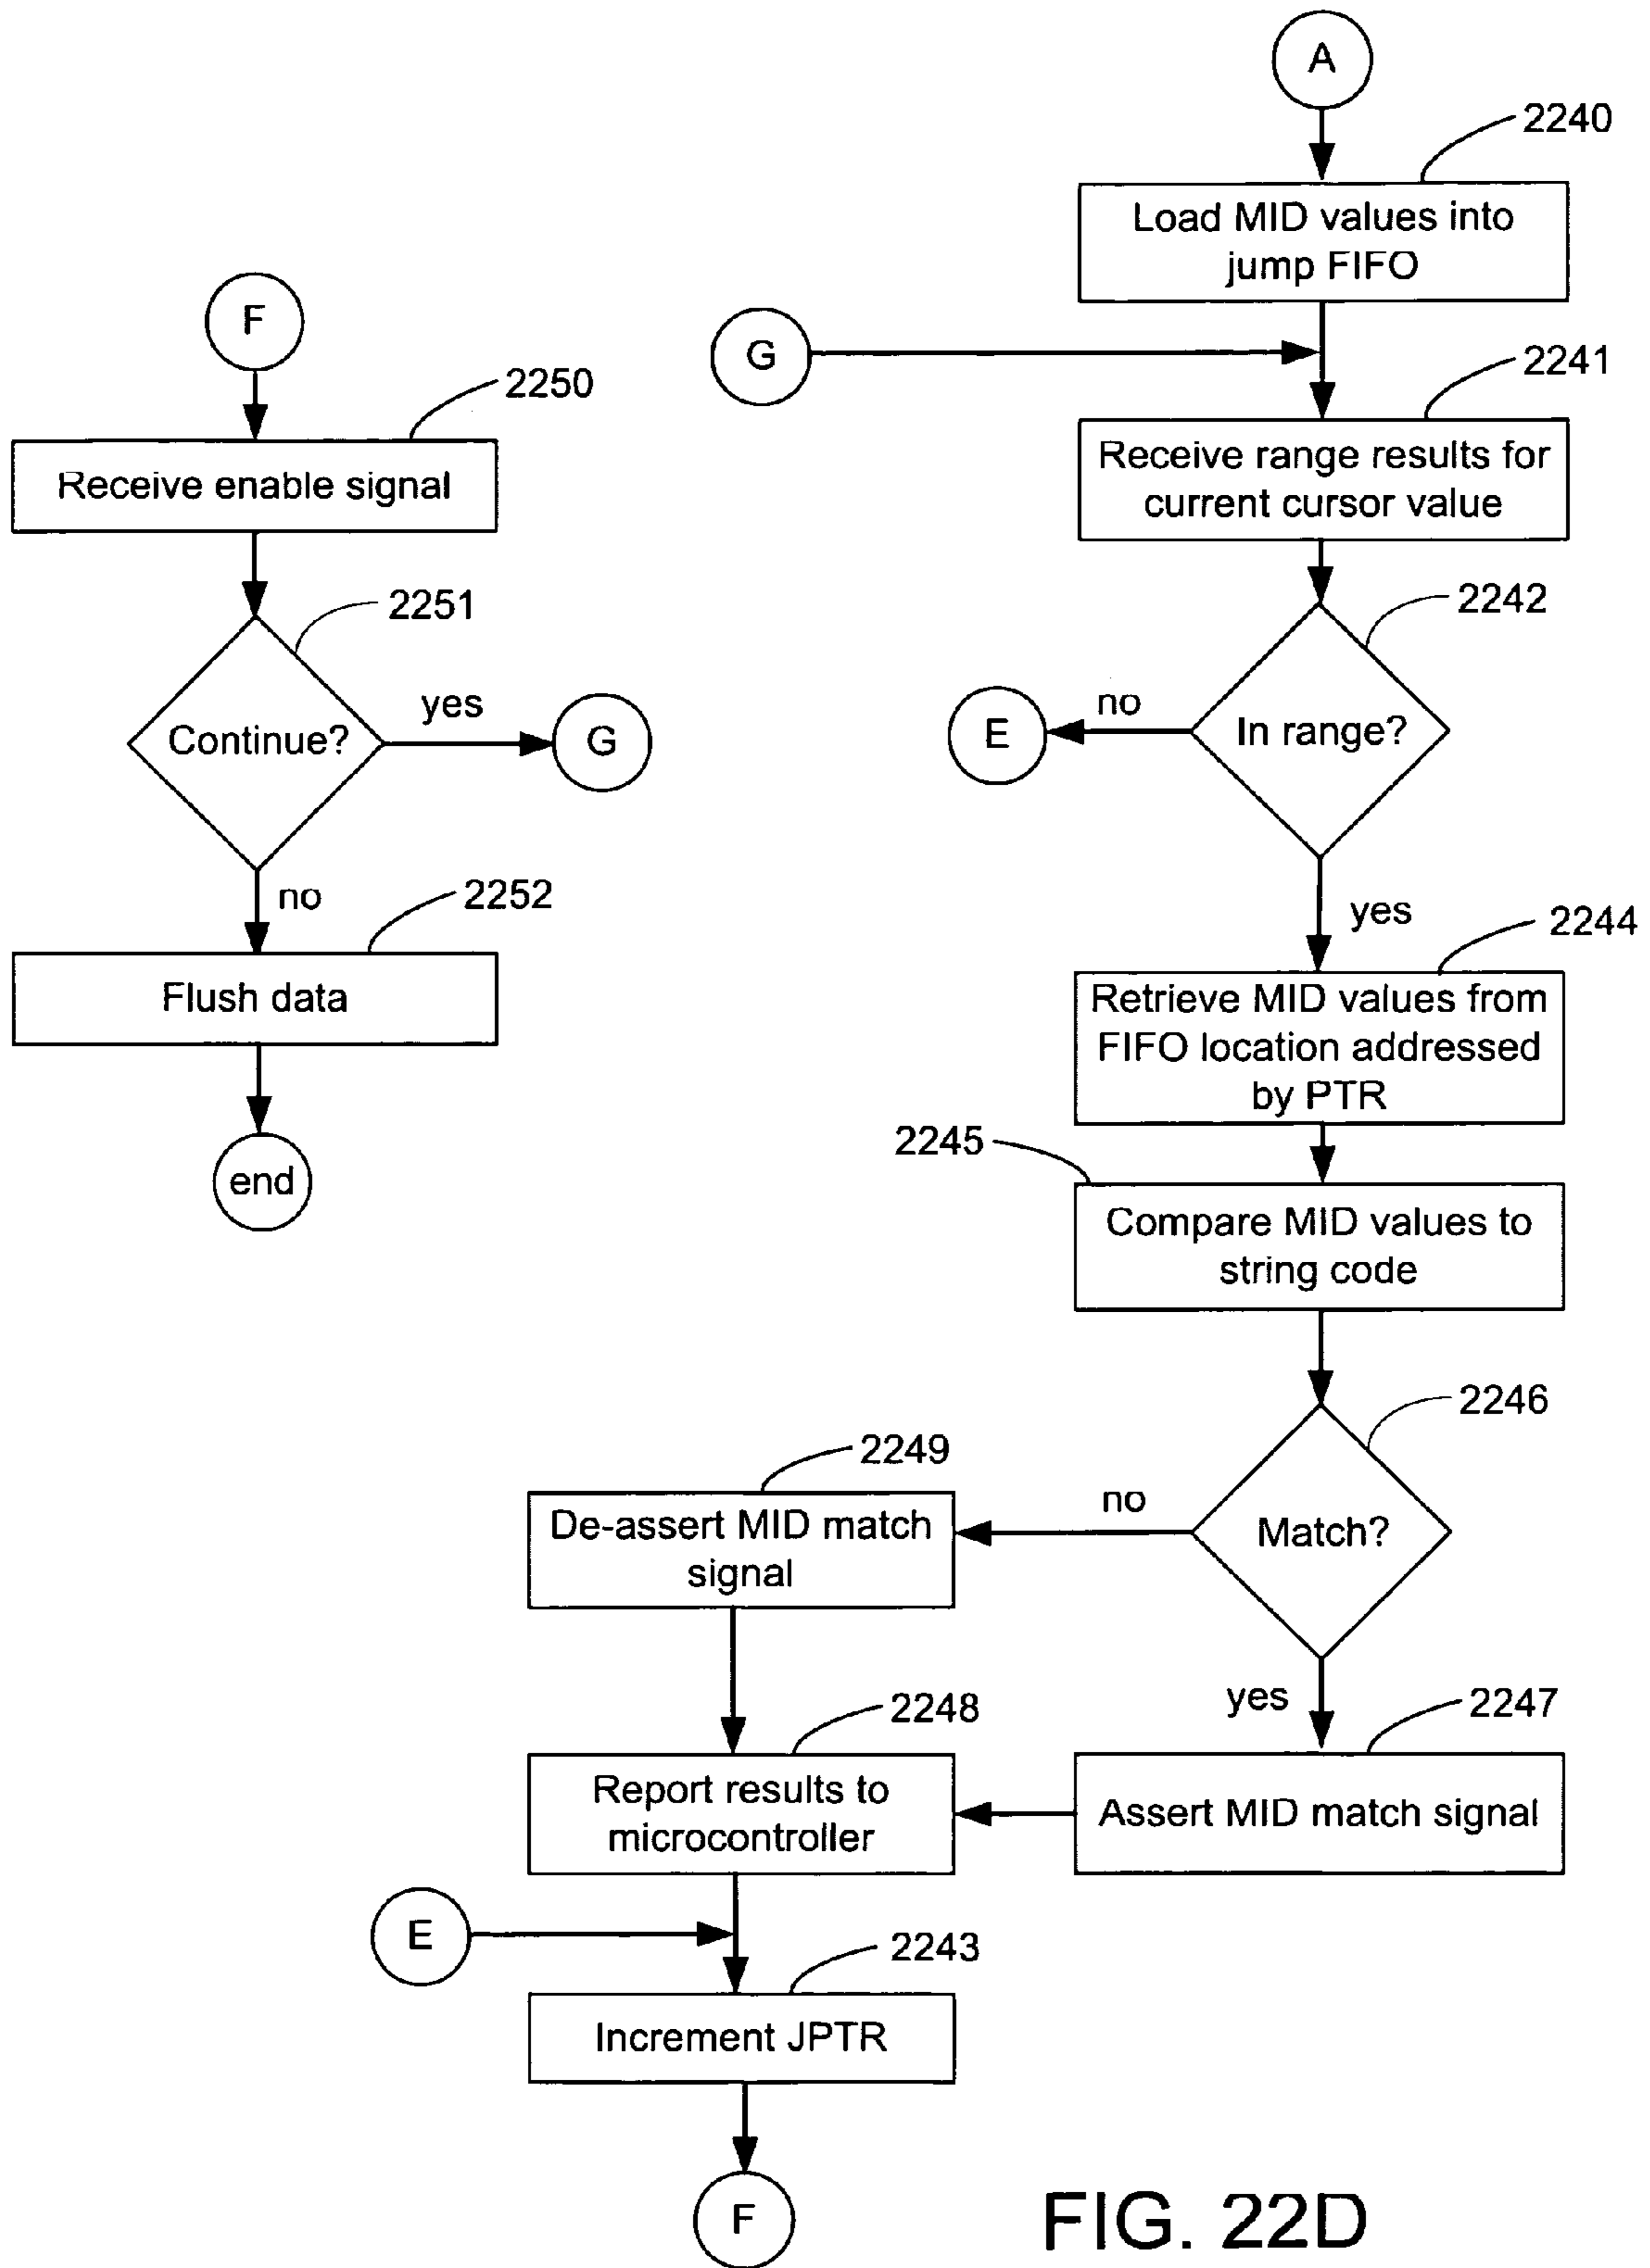 A
2240
Load MID values into
jump FIFO
G
2241
Receive range results for
current cursor value
2242
In range?
no
E
yes
2244
Retrieve MID values from
FIFO location addressed
by PTR
2245
Compare MID values to
string code
2246
Match?
no
2249
De-assert MID match
signal
yes
2247
Assert MID match signal
2248
Report results to
microcontroller
E
2243
Increment JPTR
F
F
2250
Receive enable signal
2251
Continue?
yes
G
no
2252
Flush data
end
FIG. 22D